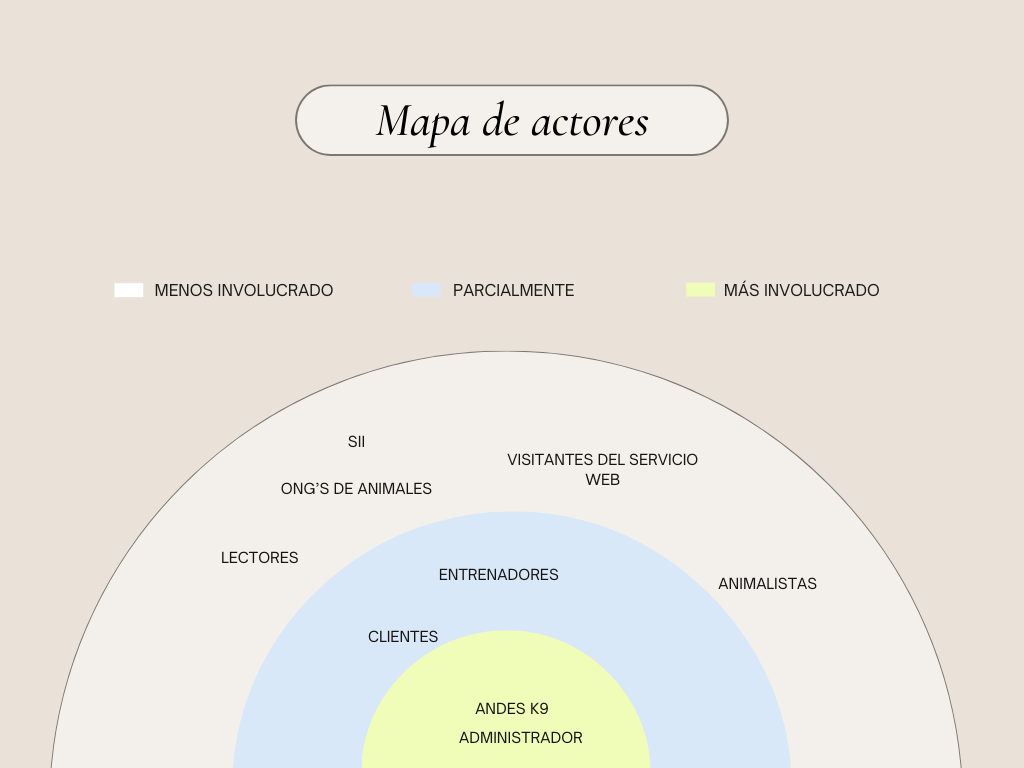 Mapa de actores
MENOS INVOLUCRADO
PARCIALMENTE
MÁS INVOLUCRADO
SII
VISITANTES DEL SERVICIO
WEB
ONG’S DE ANIMALES
LECTORES
ENTRENADORES
ANIMALISTAS
CLIENTES
ANDES K9
ADMINISTRADOR